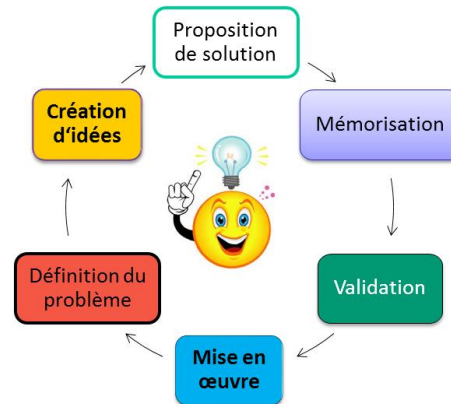 Proposition
de solution
Création
d‘idées
Mémorisation
Définition du
problème
Validation
Mise en
œuvre